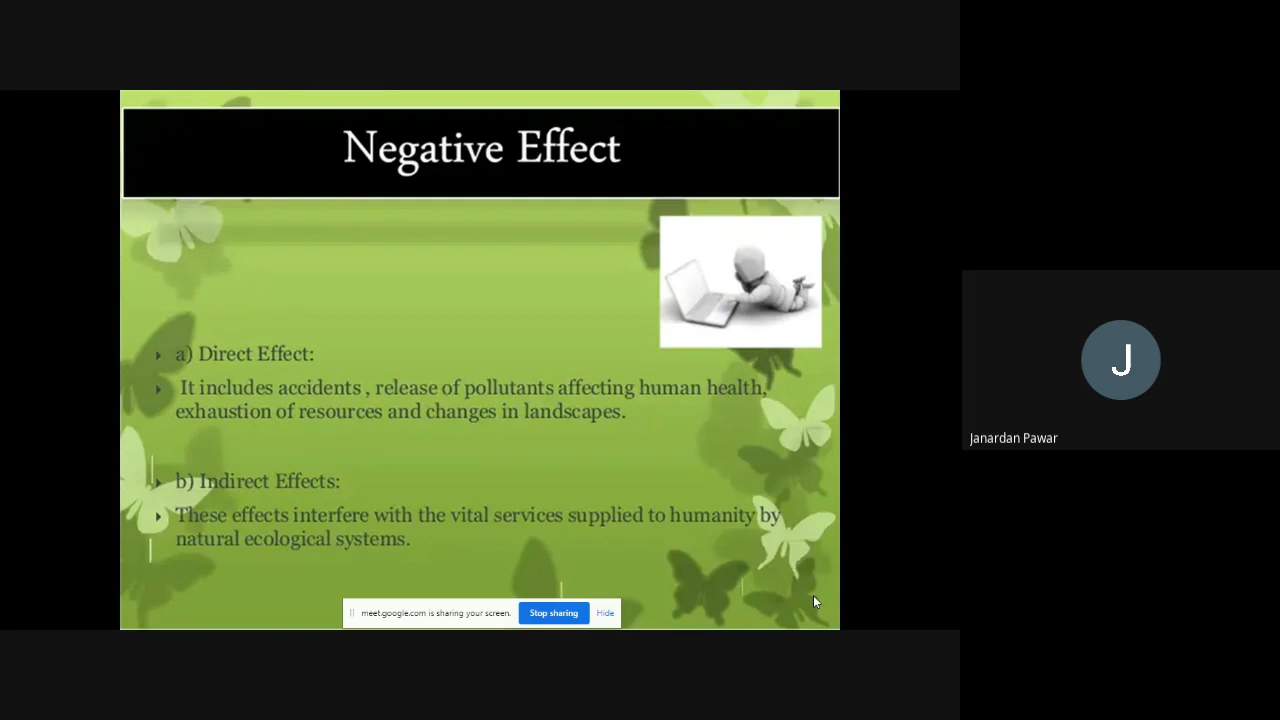 Negative Effect
a) Direct Effect:
It includes accidents , release of pollutants affecting human health,
exhaustion of resources and changes in landscapes.
b) Indirect Effects:
These effects interfere with the vital services supplied to humanity by
natural ecological systems.
meet.google.com is sharing your screen. Stop sharing Hide
J
Janardan Pawar